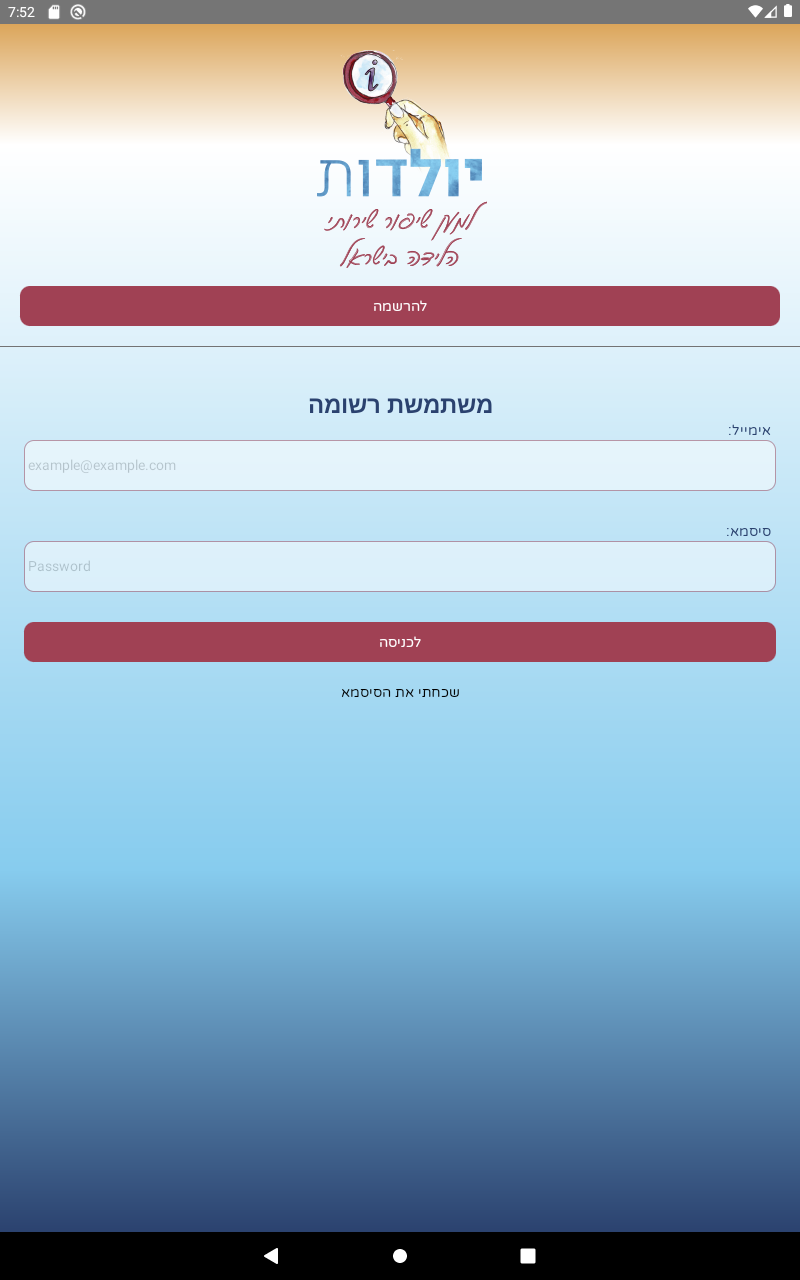 7:52
i
יולדות
למען שיפור שירותי
הלידה בישראל
להרשמה
משתמשת רשומה
אימייל:
example@example.com
סיסמא:
Password
לכניסה
שכחתי את הסיסמא